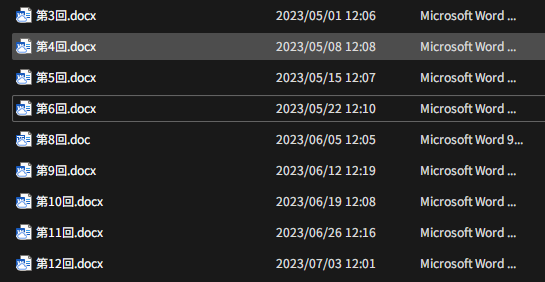 第3回.docx 2023/05/01 12:06 Microsoft Word ...
第4回.docx 2023/05/08 12:08 Microsoft Word ...
第5回.docx 2023/05/15 12:07 Microsoft Word ...
第6回.docx 2023/05/22 12:10 Microsoft Word ...
第8回.doc 2023/06/05 12:05 Microsoft Word 9...
第9回.docx 2023/06/12 12:19 Microsoft Word ...
第10回.docx 2023/06/19 12:08 Microsoft Word ...
第11回.docx 2023/06/26 12:16 Microsoft Word ...
第12回.docx 2023/07/03 12:01 Microsoft Word ...